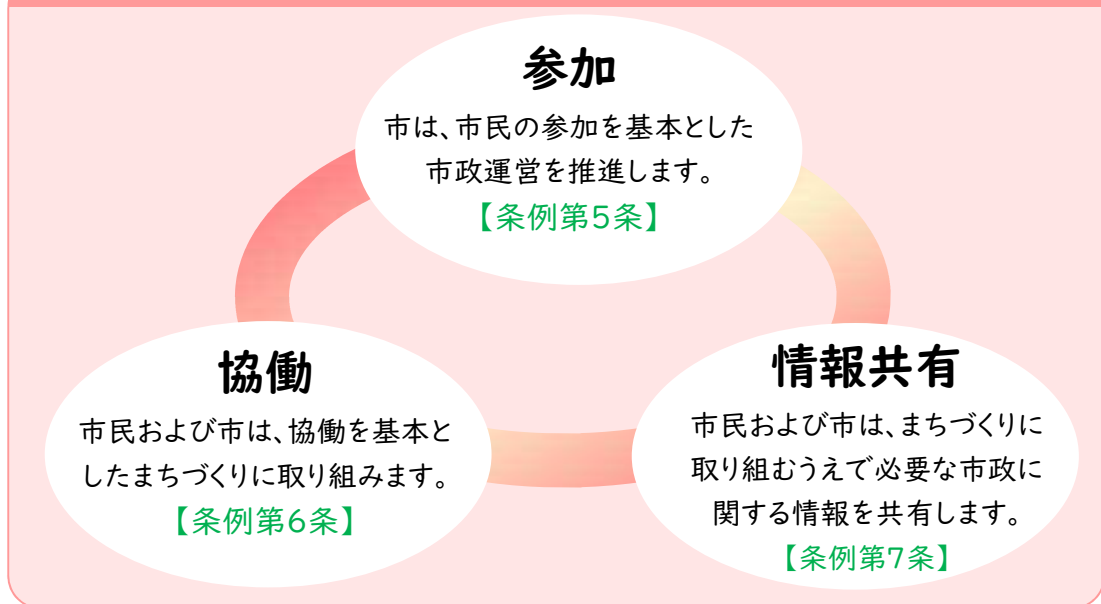 参加
市は、市民の参加を基本とした
市政運営を推進します。
【条例第5条】
協働
市民および市は、協働を基本と
したまちづくりに取り組みます。
【条例第6条】
情報共有
市民および市は、まちづくりに
取り組むうえで必要な市政に
関する情報を共有します。
【条例第7条】